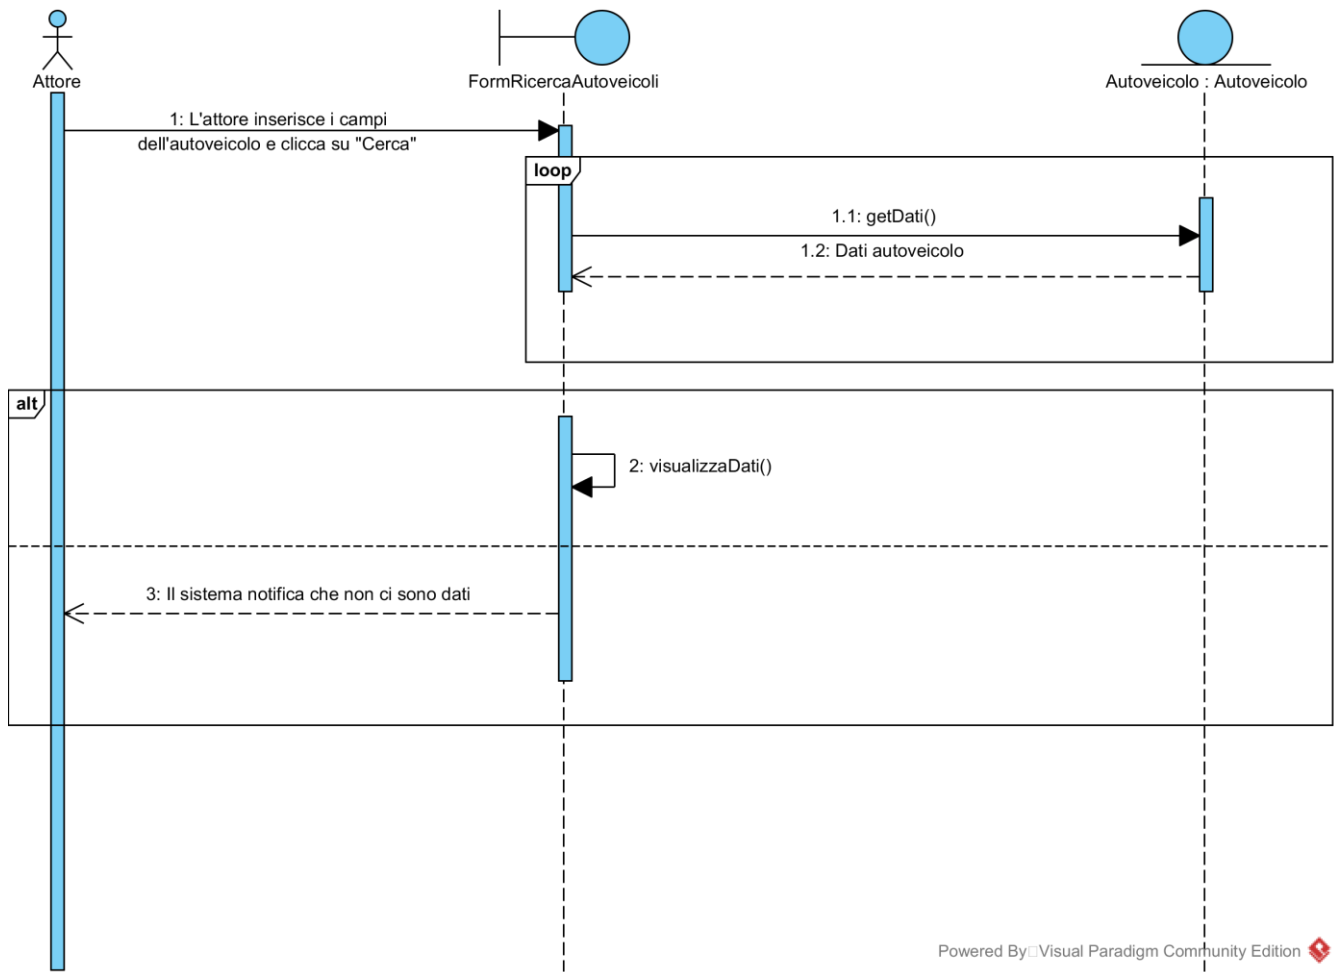 Attore
FormRicercaAutoveicoli
Autoveicolo : Autoveicolo
1: L'attore inserisce i campi
dell'autoveicolo e clicca su "Cerca"
loop
1.1: getDati()
1.2: Dati autoveicolo
alt
2: visualizzaDati()
3: Il sistema notifica che non ci sono dati
Powered By Visual Paradigm Community Edition